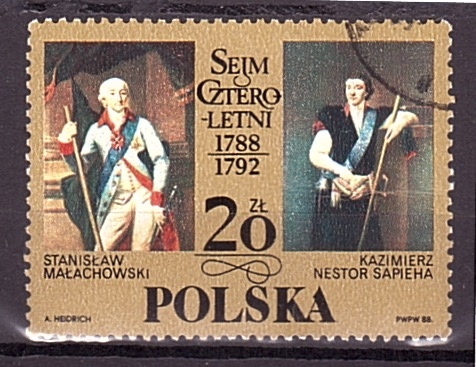 SEJM
CZTERO-
-LETNI
1788
1792
20 ZŁ
STANISŁAW
MAŁACHOWSKI
KAZIMIERZ
NESTOR SAPIEHA
POLSKA
A. HEIDRICH
PWPW 88.